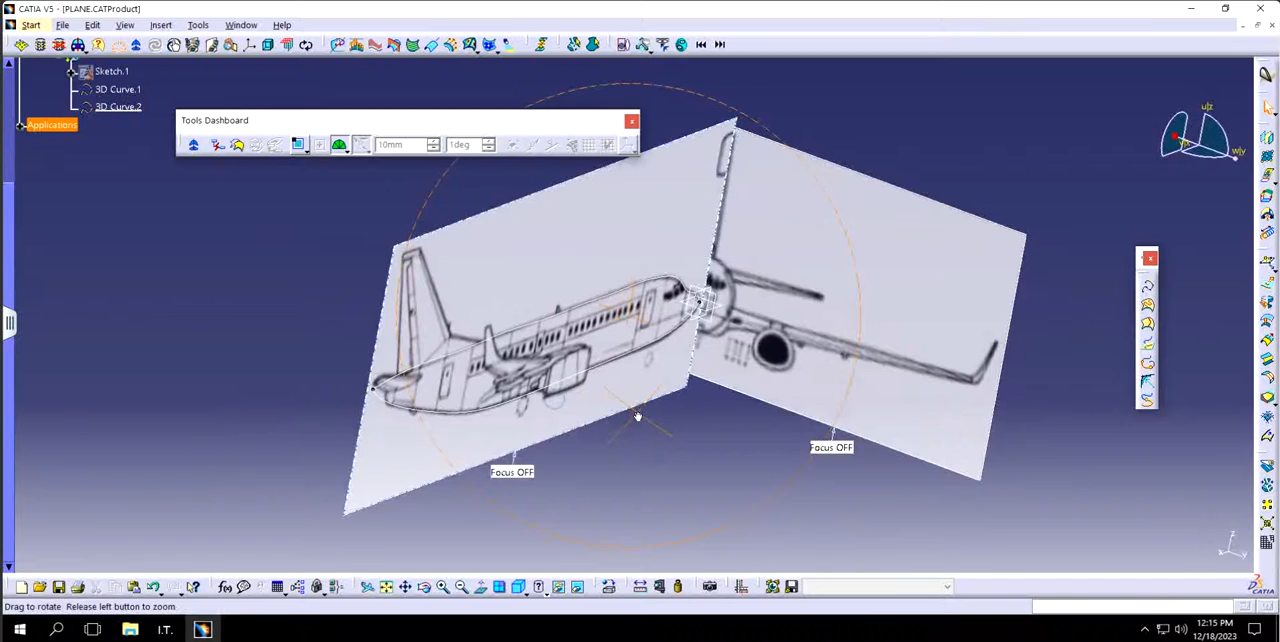 CATIA V5 - [PLANE.CATProduct]
Start File Edit View Insert Tools Window Help
Sketch.1
3D Curve.1
3D Curve.2
Applications
Tools Dashboard
10mm 1deg
u|z
w|y
Focus OFF
Focus OFF
z
y
f(x)
CATIA
Drag to rotate Release left button to zoom
I.T.
12:15 PM
12/18/2023